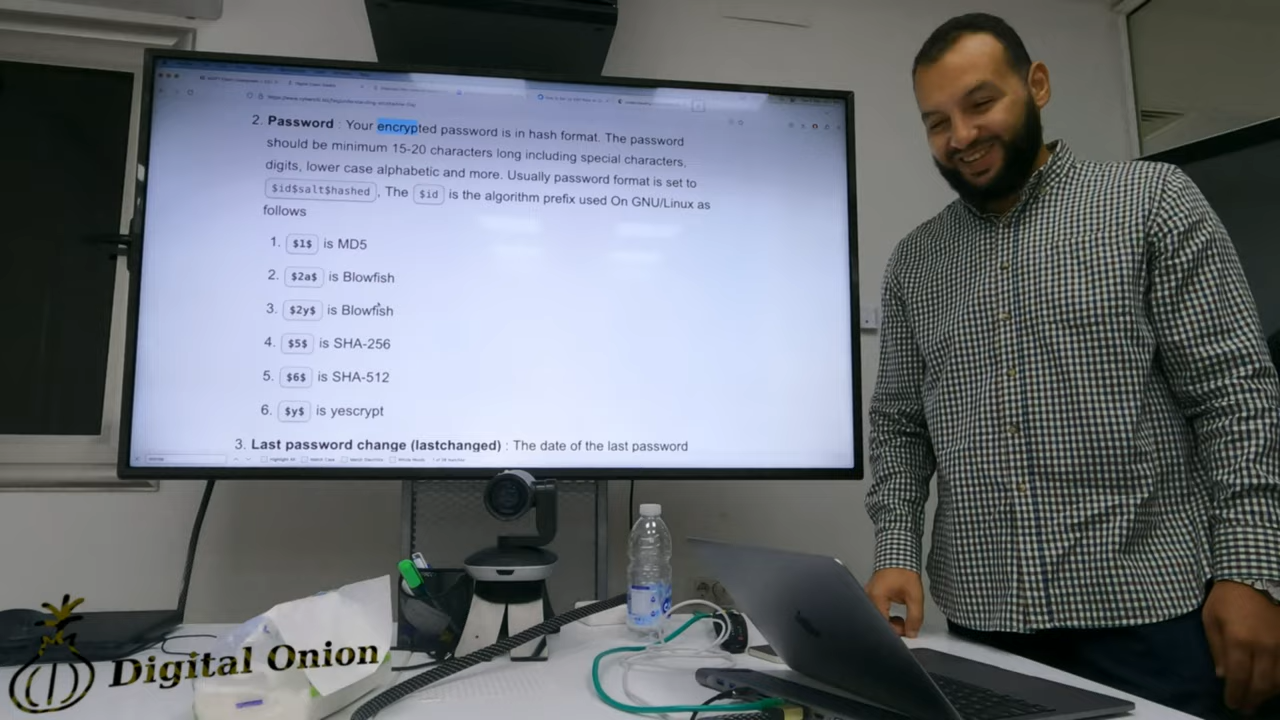 2. Password : Your encrypted password is in hash format. The password
should be minimum 15-20 characters long including special characters,
digits, lower case alphabetic and more. Usually password format is set to
$id$salt$hashed , The $id is the algorithm prefix used On GNU/Linux as
follows
1. $1$ is MD5
2. $2a$ is Blowfish
3. $2y$ is Blowfish
4. $5$ is SHA-256
5. $6$ is SHA-512
6. $y$ is yescrypt
3. Last password change (lastchanged) : The date of the last password
Digital Onion